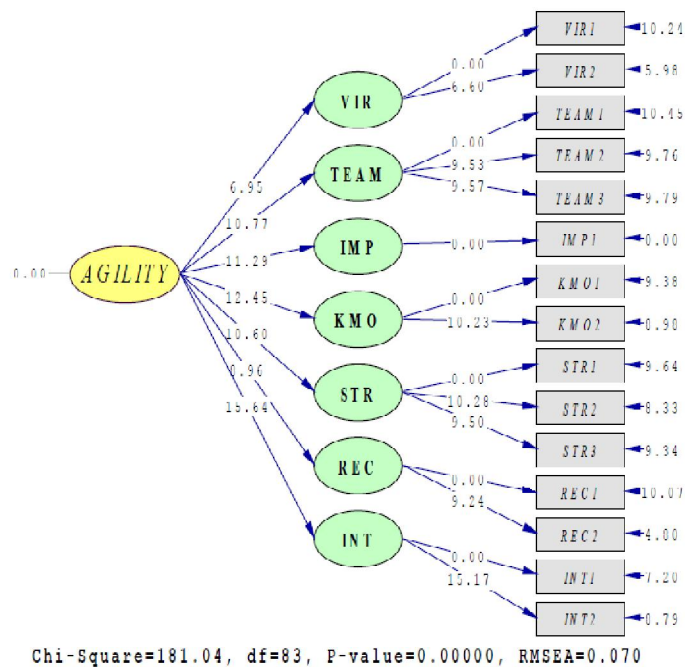 VIR1
10.24
0.00
VIR2
5.98
6.60
VIR
TEAM1
10.45
0.00
TEAM2
9.76
9.53
TEAM
TEAM3
9.79
9.57
6.95
10.77
IMP1
0.00
0.00
IMP
11.29
0.00
AGILITY
KMO1
9.38
0.00
12.45
KMO
10.23
KMO2
10.60
STR1
9.64
0.00
STR
10.28
STR2
8.33
15.64
9.50
STR3
9.34
REC
0.00
REC1
10.07
9.24
REC2
4.00
INT
0.00
INT1
7.20
15.17
INT2
0.79
Chi-Square=181.04, df=83, P-value=0.00000, RMSEA=0.070